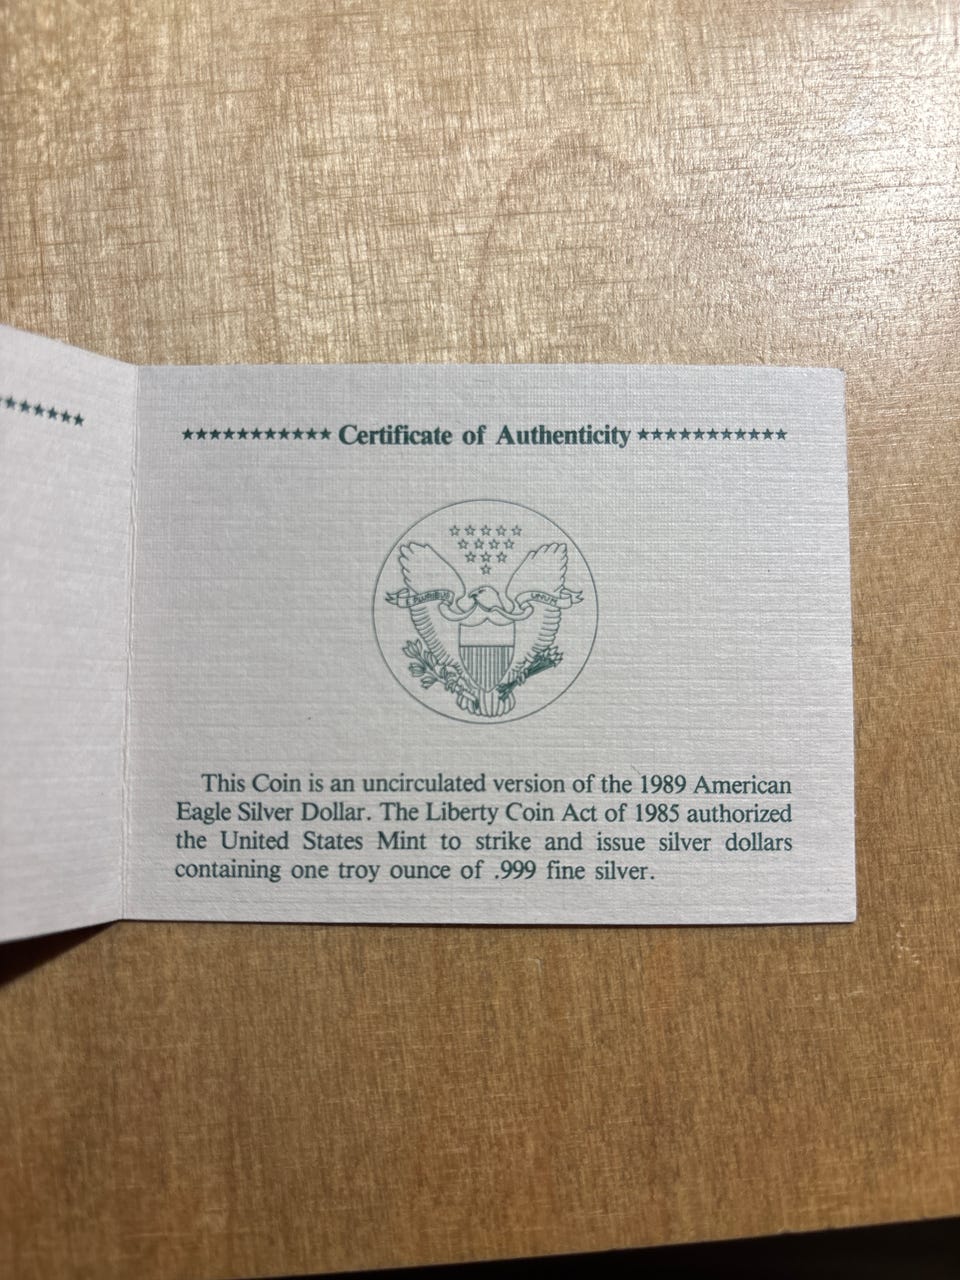 *********** Certificate of Authenticity ***********
PLURIBUS UNUM
This Coin is an uncirculated version of the 1989 American
Eagle Silver Dollar. The Liberty Coin Act of 1985 authorized
the United States Mint to strike and issue silver dollars
containing one troy ounce of .999 fine silver.